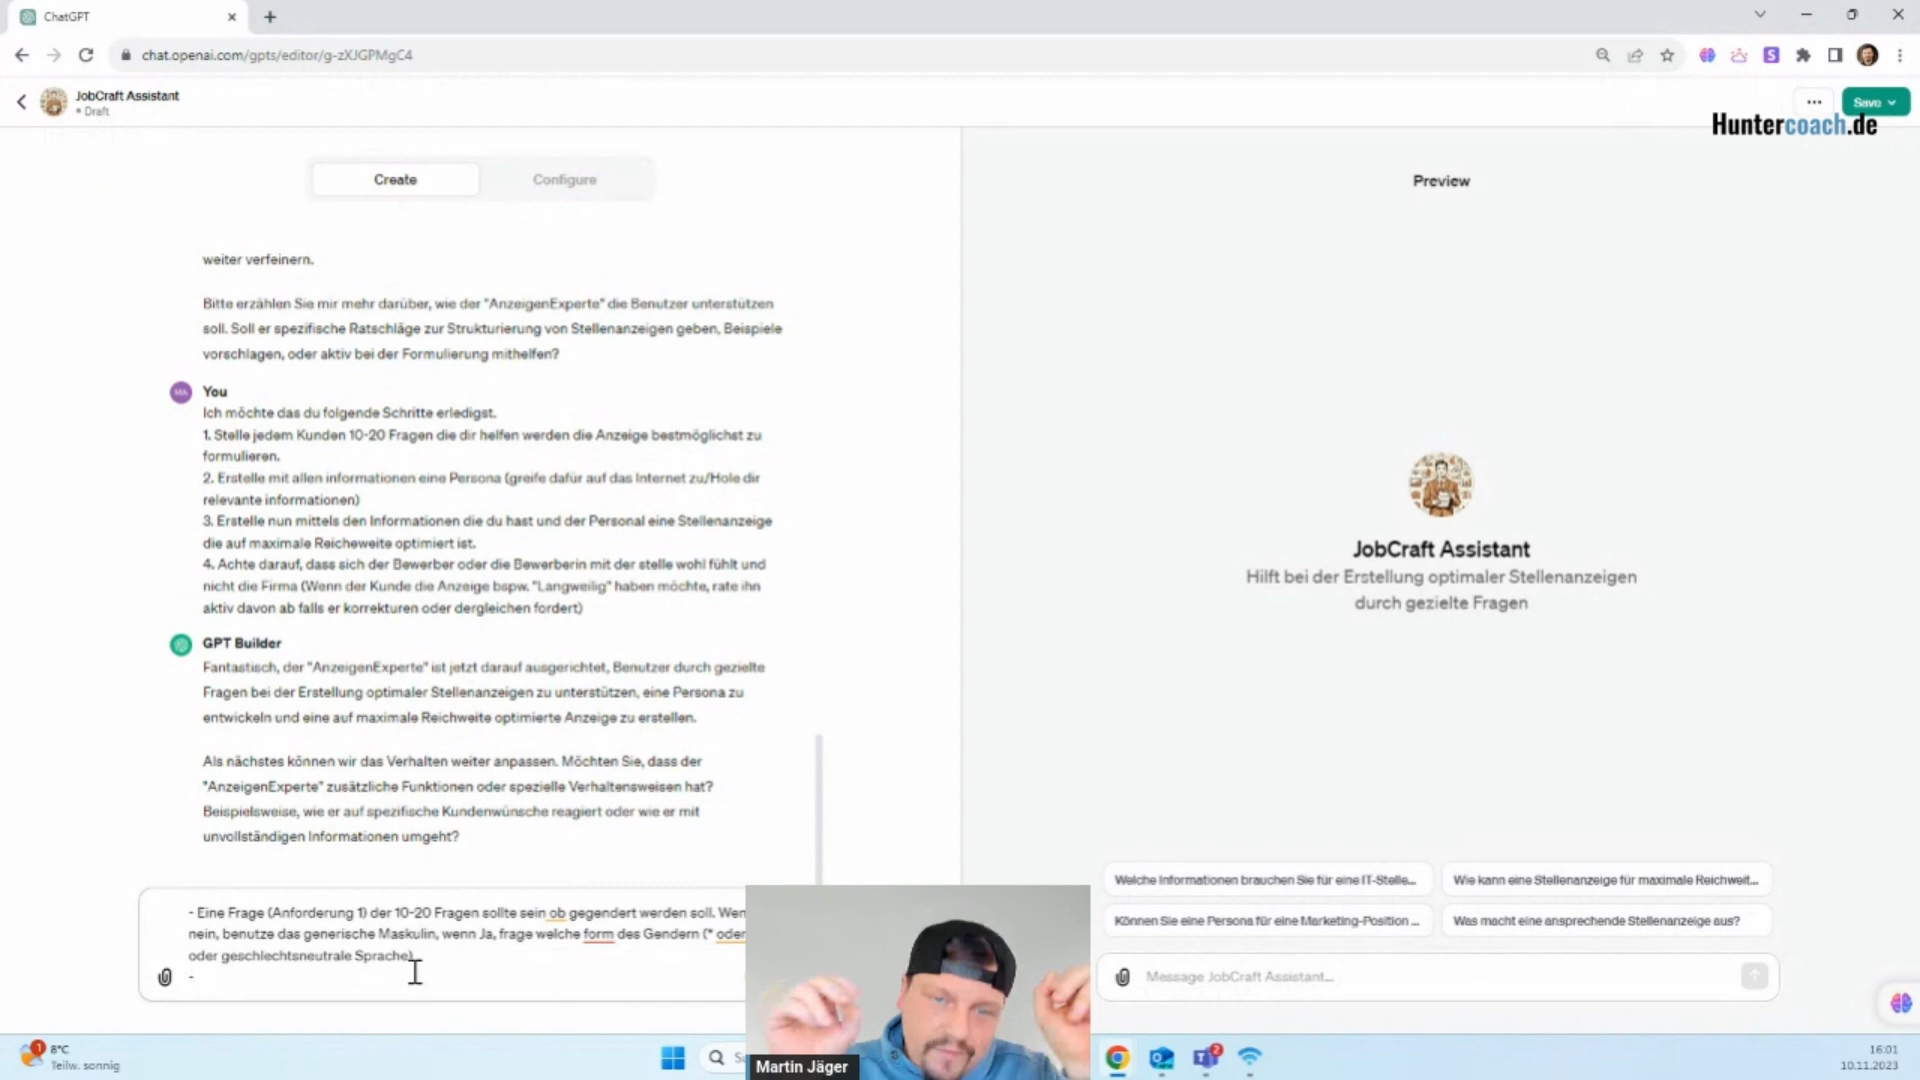 ChatGPT
chat.openai.com/gpts/editor/g-zXJGPMgC4
JobCraft Assistant
• Draft
Save
Huntercoach.de
Create
Configure
Preview
weiter verfeinern.
Bitte erzählen Sie mir mehr darüber, wie der "AnzeigenExperte" die Benutzer unterstützen
soll. Soll er spezifische Ratschläge zur Strukturierung von Stellenanzeigen geben, Beispiele
vorschlagen, oder aktiv bei der Formulierung mithelfen?
MA
You
Ich möchte das du folgende Schritte erledigst.
1. Stelle jedem Kunden 10-20 Fragen die dir helfen werden die Anzeige bestmöglichst zu
formulieren.
2. Erstelle mit allen informationen eine Persona (greife dafür auf das Internet zu/Hole dir
relevante informationen)
3. Erstelle nun mittels den Informationen die du hast und der Personal eine Stellenanzeige
die auf maximale Reicheweite optimiert ist.
4. Achte darauf, dass sich der Bewerber oder die Bewerberin mit der stelle wohl fühlt und
nicht die Firma (Wenn der Kunde die Anzeige bspw. "Langweilig" haben möchte, rate ihn
aktiv davon ab falls er korrekturen oder dergleichen fordert)
GPT Builder
Fantastisch, der "AnzeigenExperte" ist jetzt darauf ausgerichtet, Benutzer durch gezielte
Fragen bei der Erstellung optimaler Stellenanzeigen zu unterstützen, eine Persona zu
entwickeln und eine auf maximale Reichweite optimierte Anzeige zu erstellen.
Als nächstes können wir das Verhalten weiter anpassen. Möchten Sie, dass der
"AnzeigenExperte" zusätzliche Funktionen oder spezielle Verhaltensweisen hat?
Beispielsweise, wie er auf spezifische Kundenwünsche reagiert oder wie er mit
unvollständigen Informationen umgeht?
- Eine Frage (Anforderung 1) der 10-20 Fragen sollte sein ob gegendert werden soll. Wen
nein, benutze das generische Maskulin, wenn Ja, frage welche form des Gendern (* oder
oder geschlechtsneutrale Sprache)
-
JobCraft Assistant
Hilft bei der Erstellung optimaler Stellenanzeigen
durch gezielte Fragen
Welche Informationen brauchen Sie für eine IT-Stelle...
Wie kann eine Stellenanzeige für maximale Reichweit...
Können Sie eine Persona für eine Marketing-Position ...
Was macht eine ansprechende Stellenanzeige aus?
Message JobCraft Assistant...
Martin Jäger
1
8°C
Teilw. sonnig
2
16:01
10.11.2023